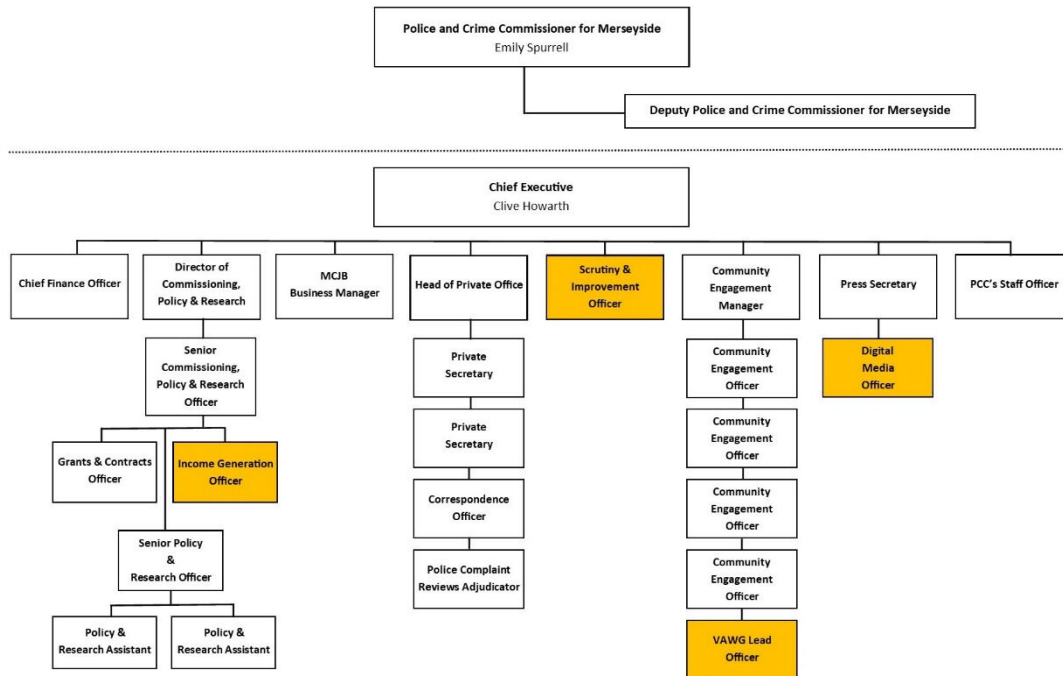 Police and Crime Commissioner for Merseyside
Emily Spurrell
Deputy Police and Crime Commissioner for Merseyside
Chief Executive
Clive Howarth
Chief Finance Officer
Director of
Commissioning,
Policy & Research
MCJB
Business Manager
Head of Private Office
Scrutiny &
Improvement
Officer
Community
Engagement
Manager
Press Secretary
PCC's Staff Officer
Senior
Commissioning,
Policy & Research
Officer
Private
Secretary
Community
Engagement
Officer
Digital
Media
Officer
Grants & Contracts
Officer
Income Generation
Officer
Private
Secretary
Community
Engagement
Officer
Correspondence
Officer
Community
Engagement
Officer
Senior Policy
&
Research Officer
Police Complaint
Reviews Adjudicator
Community
Engagement
Officer
Policy &
Research Assistant
Policy &
Research Assistant
VAWG Lead
Officer